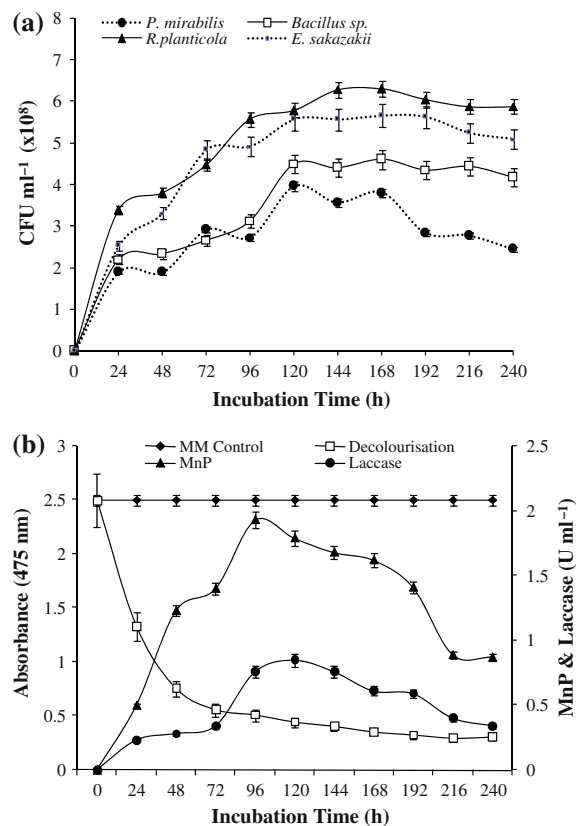 (a)
P. mirabilis
Bacillus sp.
R.planticola
E. sakazakii
8
7
6
5
4
3
2
1
0
CFU ml⁻¹ (x10⁸)
0 24 48 72 96 120 144 168 192 216 240
Incubation Time (h)
(b)
MM Control
Decolourisation
MnP
Laccase
3
2.5
2
1.5
1
0.5
0
Absorbance (475 nm)
2.5
2
1.5
1
0.5
0
MnP & Laccase (U ml⁻¹)
0 24 48 72 96 120 144 168 192 216 240
Incubation Time (h)